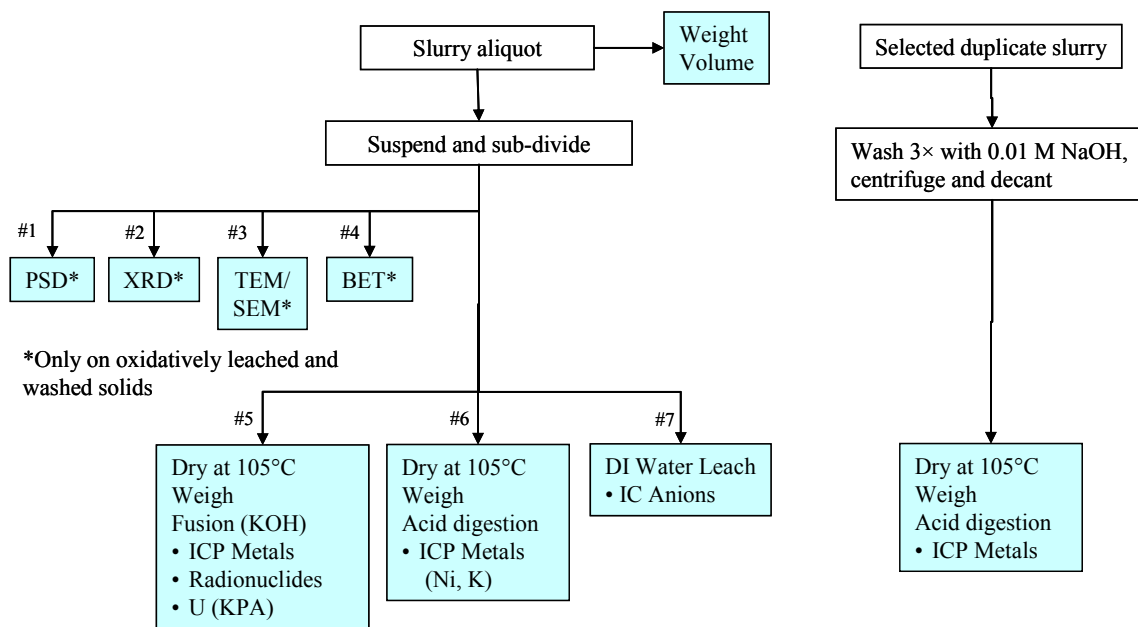 Slurry aliquot
Weight
Volume
Suspend and sub-divide
#1
#2
#3
#4
PSD*
XRD*
TEM/
SEM*
BET*
*Only on oxidatively leached and
washed solids
#5
#6
#7
Dry at 105°C
Weigh
Fusion (KOH)
• ICP Metals
• Radionuclides
• U (KPA)
Dry at 105°C
Weigh
Acid digestion
• ICP Metals
(Ni, K)
DI Water Leach
• IC Anions
Selected duplicate slurry
Wash 3× with 0.01 M NaOH,
centrifuge and decant
Dry at 105°C
Weigh
Acid digestion
• ICP Metals